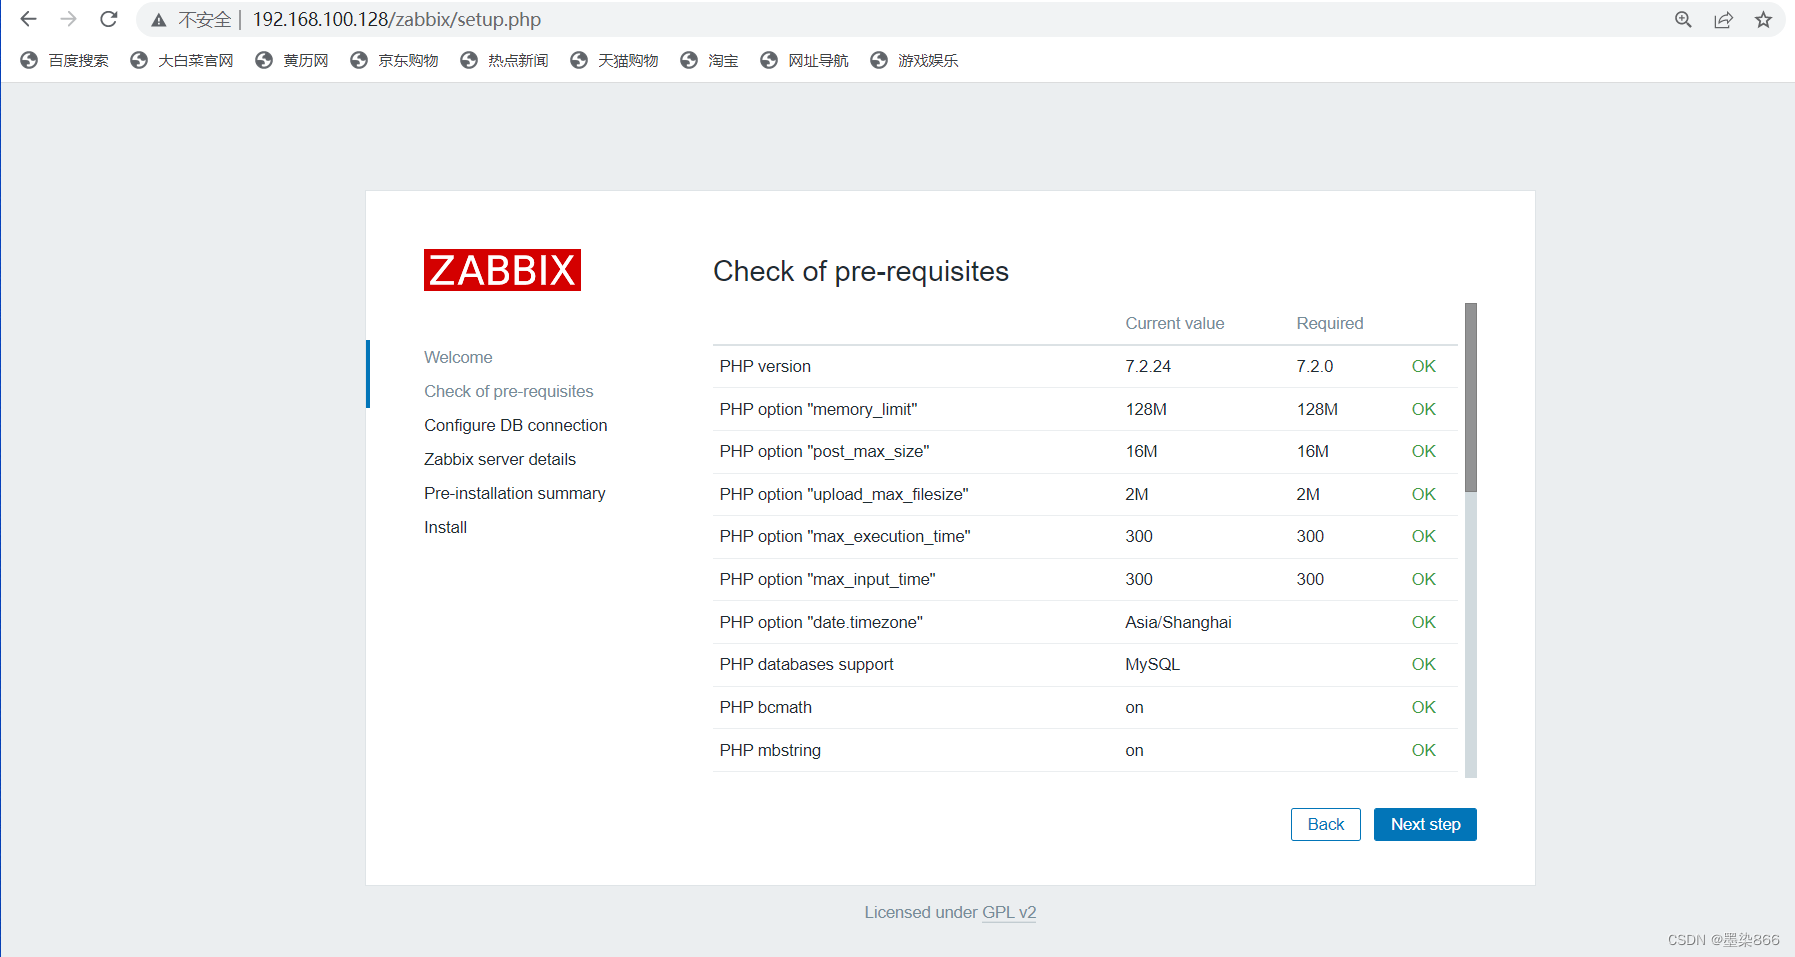 不安全 | 192.168.100.128/zabbix/setup.php
百度搜索 大白菜官网 黄历网 京东购物 热点新闻 天猫购物 淘宝 网址导航 游戏娱乐
ZABBIX
Welcome
Check of pre-requisites
Configure DB connection
Zabbix server details
Pre-installation summary
Install
Check of pre-requisites
Current value Required
PHP version 7.2.24 7.2.0 OK
PHP option "memory_limit" 128M 128M OK
PHP option "post_max_size" 16M 16M OK
PHP option "upload_max_filesize" 2M 2M OK
PHP option "max_execution_time" 300 300 OK
PHP option "max_input_time" 300 300 OK
PHP option "date.timezone" Asia/Shanghai OK
PHP databases support MySQL OK
PHP bcmath on OK
PHP mbstring on OK
Back Next step
Licensed under GPL v2
CSDN @墨染866